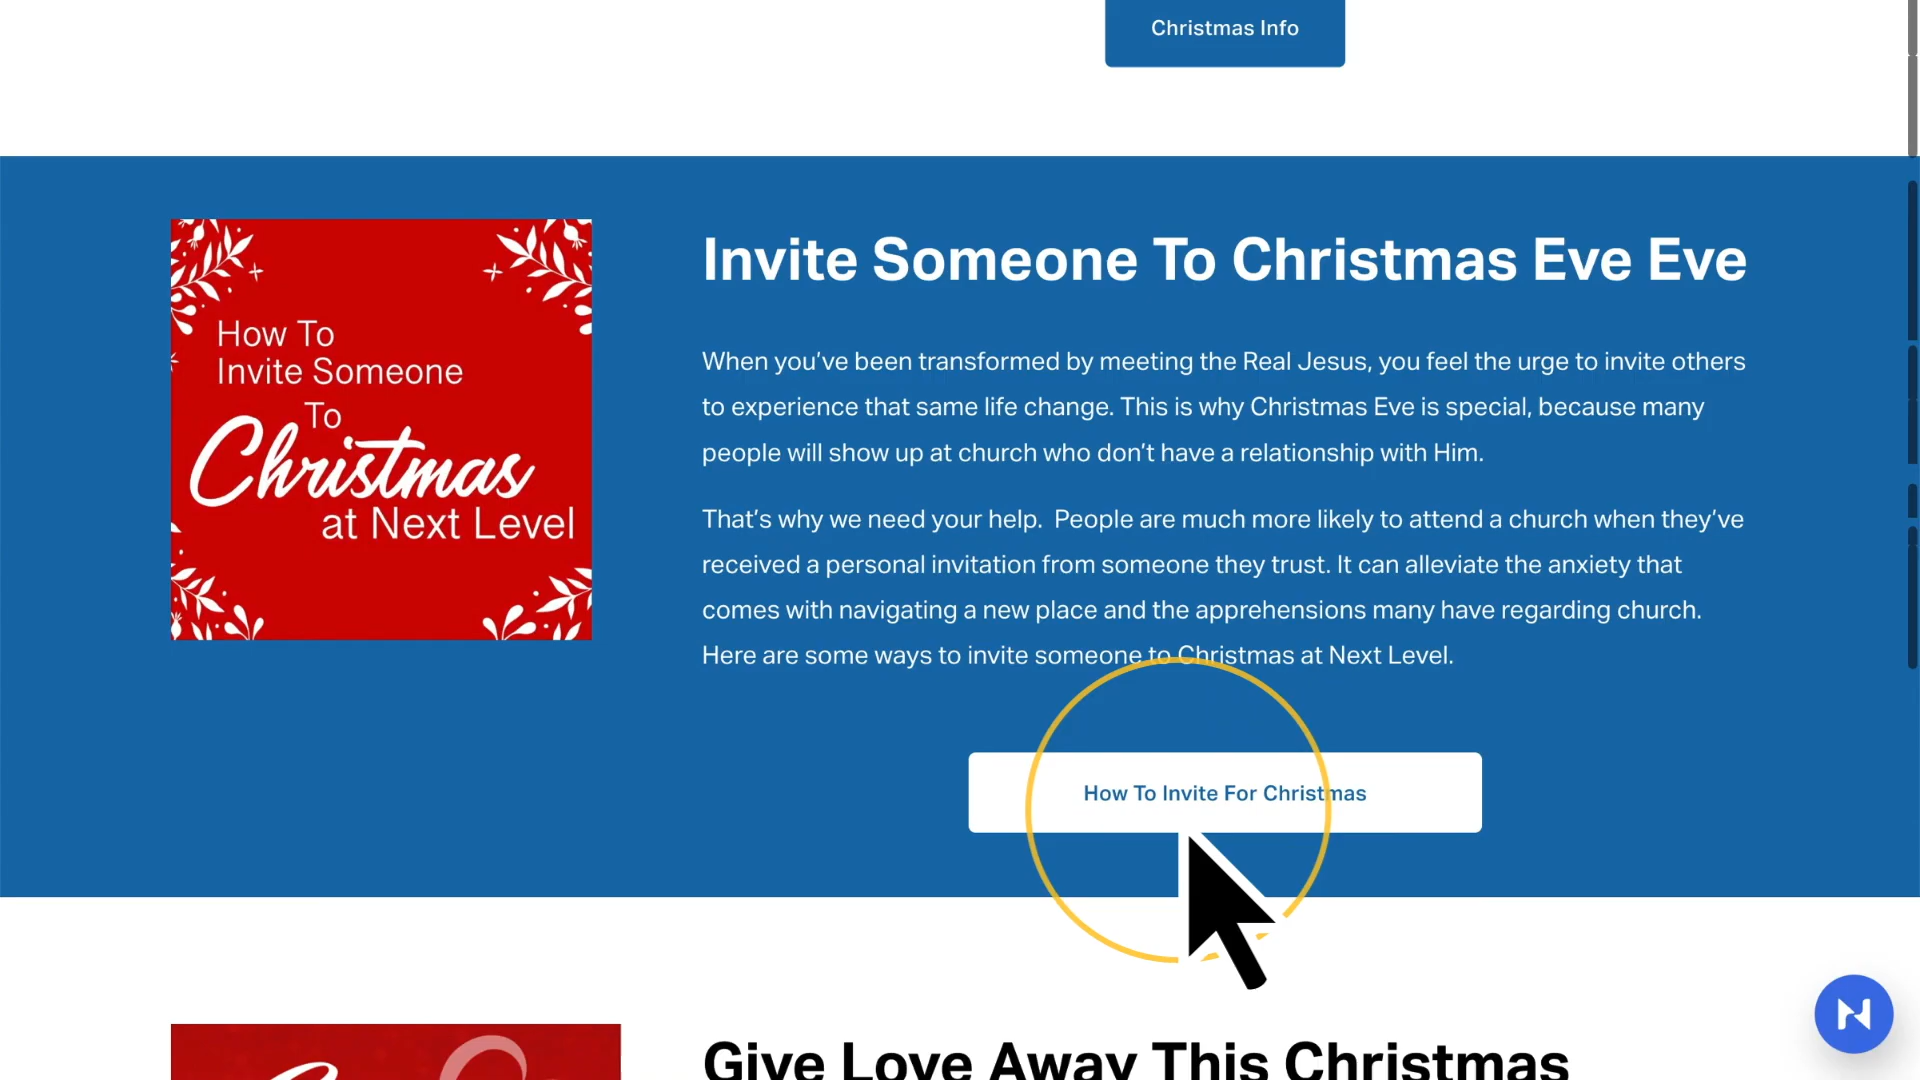 Christmas Info
How To
Invite Someone
To
Christmas
at Next Level
Invite Someone To Christmas Eve Eve
When you’ve been transformed by meeting the Real Jesus, you feel the urge to invite others
to experience that same life change. This is why Christmas Eve is special, because many
people will show up at church who don’t have a relationship with Him.
That’s why we need your help.  People are much more likely to attend a church when they’ve
received a personal invitation from someone they trust. It can alleviate the anxiety that
comes with navigating a new place and the apprehensions many have regarding church.
Here are some ways to invite someone to Christmas at Next Level.
How To Invite For Christmas
Give Love Away This Christmas